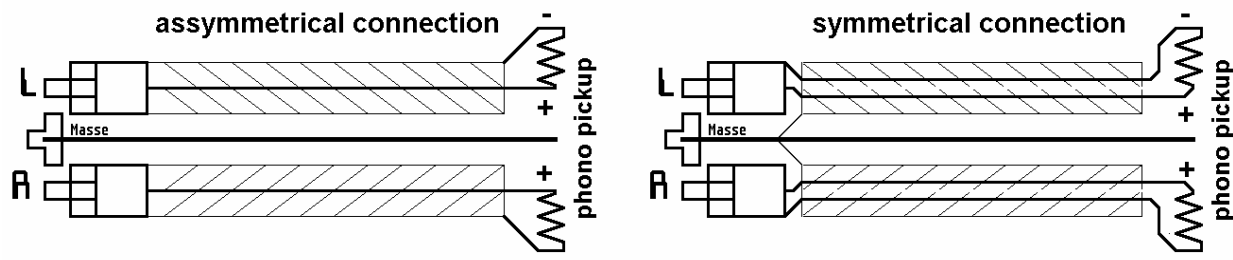 assymmetrical connection
-
L
+
Masse
phono pickup
+
R
-
symmetrical connection
-
L
+
Masse
phono pickup
+
R
-